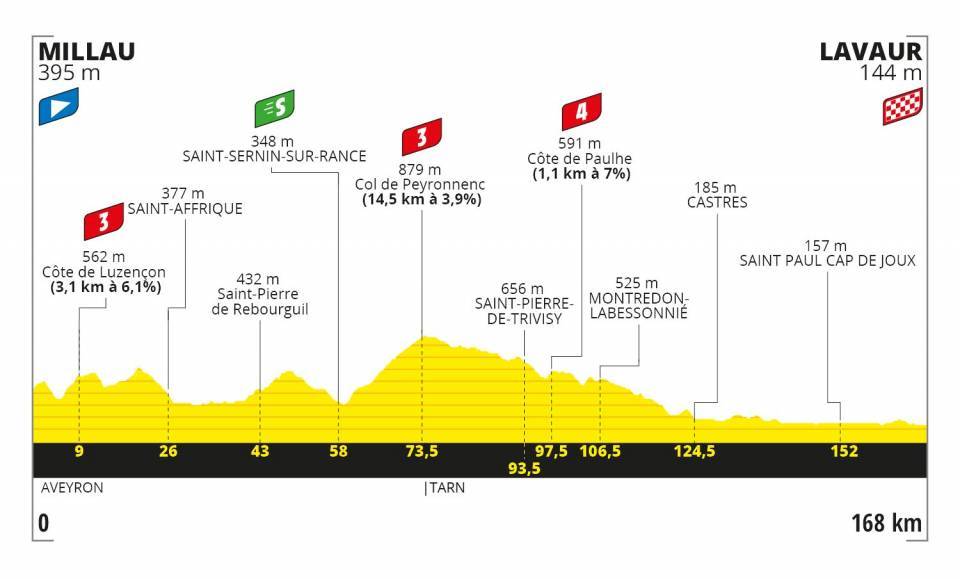 MILLAU
395 m
LAVAUR
144 m
S
348 m
SAINT-SERNIN-SUR-RANCE
3
879 m
Col de Peyronnenc
(14,5 km à 3,9%)
4
591 m
Côte de Paulhe
(1,1 km à 7%)
377 m
SAINT-AFFRIQUE
185 m
CASTRES
3
562 m
Côte de Luzençon
(3,1 km à 6,1%)
157 m
SAINT PAUL CAP DE JOUX
432 m
Saint-Pierre
de Rebourguil
656 m
SAINT-PIERRE-
DE-TRIVISY
525 m
MONTREDON-
LABESSONNIÉ
9 26 43 58 73,5 97,5 106,5 124,5 152
93,5
AVEYRON |TARN
0 168 km